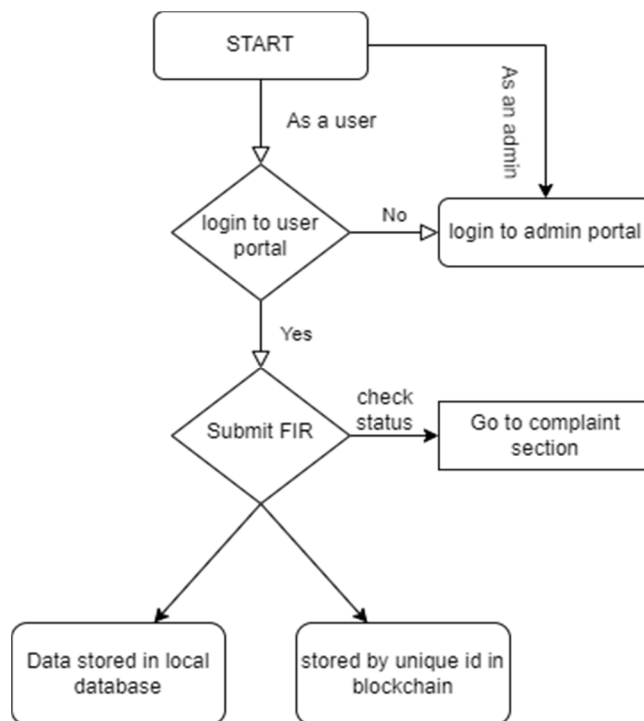 START
As a user
As an admin
login to user
portal
No
login to admin portal
Yes
Submit FIR
check
status
Go to complaint
section
Data stored in local
database
stored by unique id in
blockchain